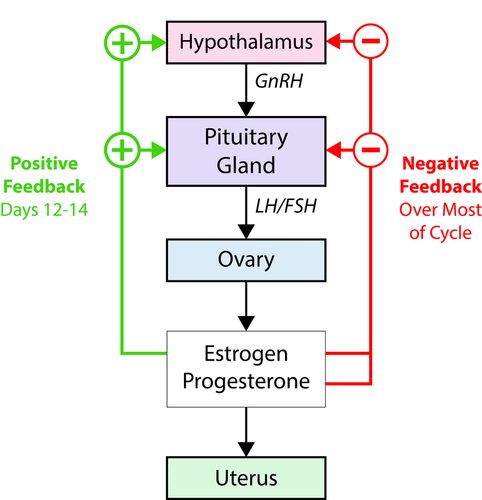 Hypothalamus
GnRH
Pituitary
Gland
Positive
Feedback
Days 12-14
Negative
Feedback
Over Most
of Cycle
LH/FSH
Ovary
Estrogen
Progesterone
Uterus